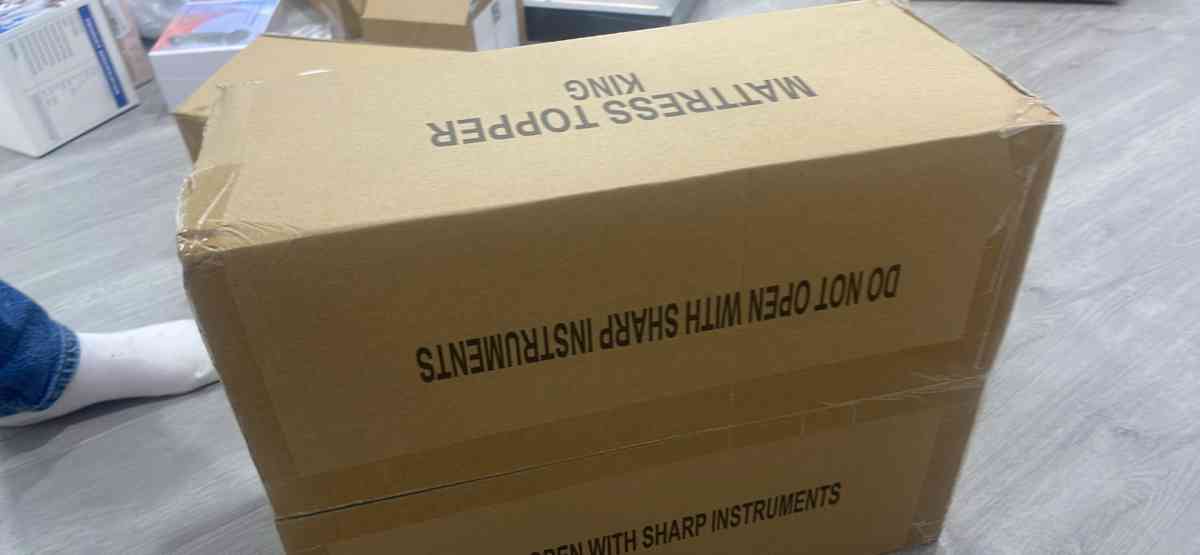 MATTRESS TOPPER
KING
DO NOT OPEN WITH SHARP INSTRUMENTS
OPEN WITH SHARP INSTRUMENTS